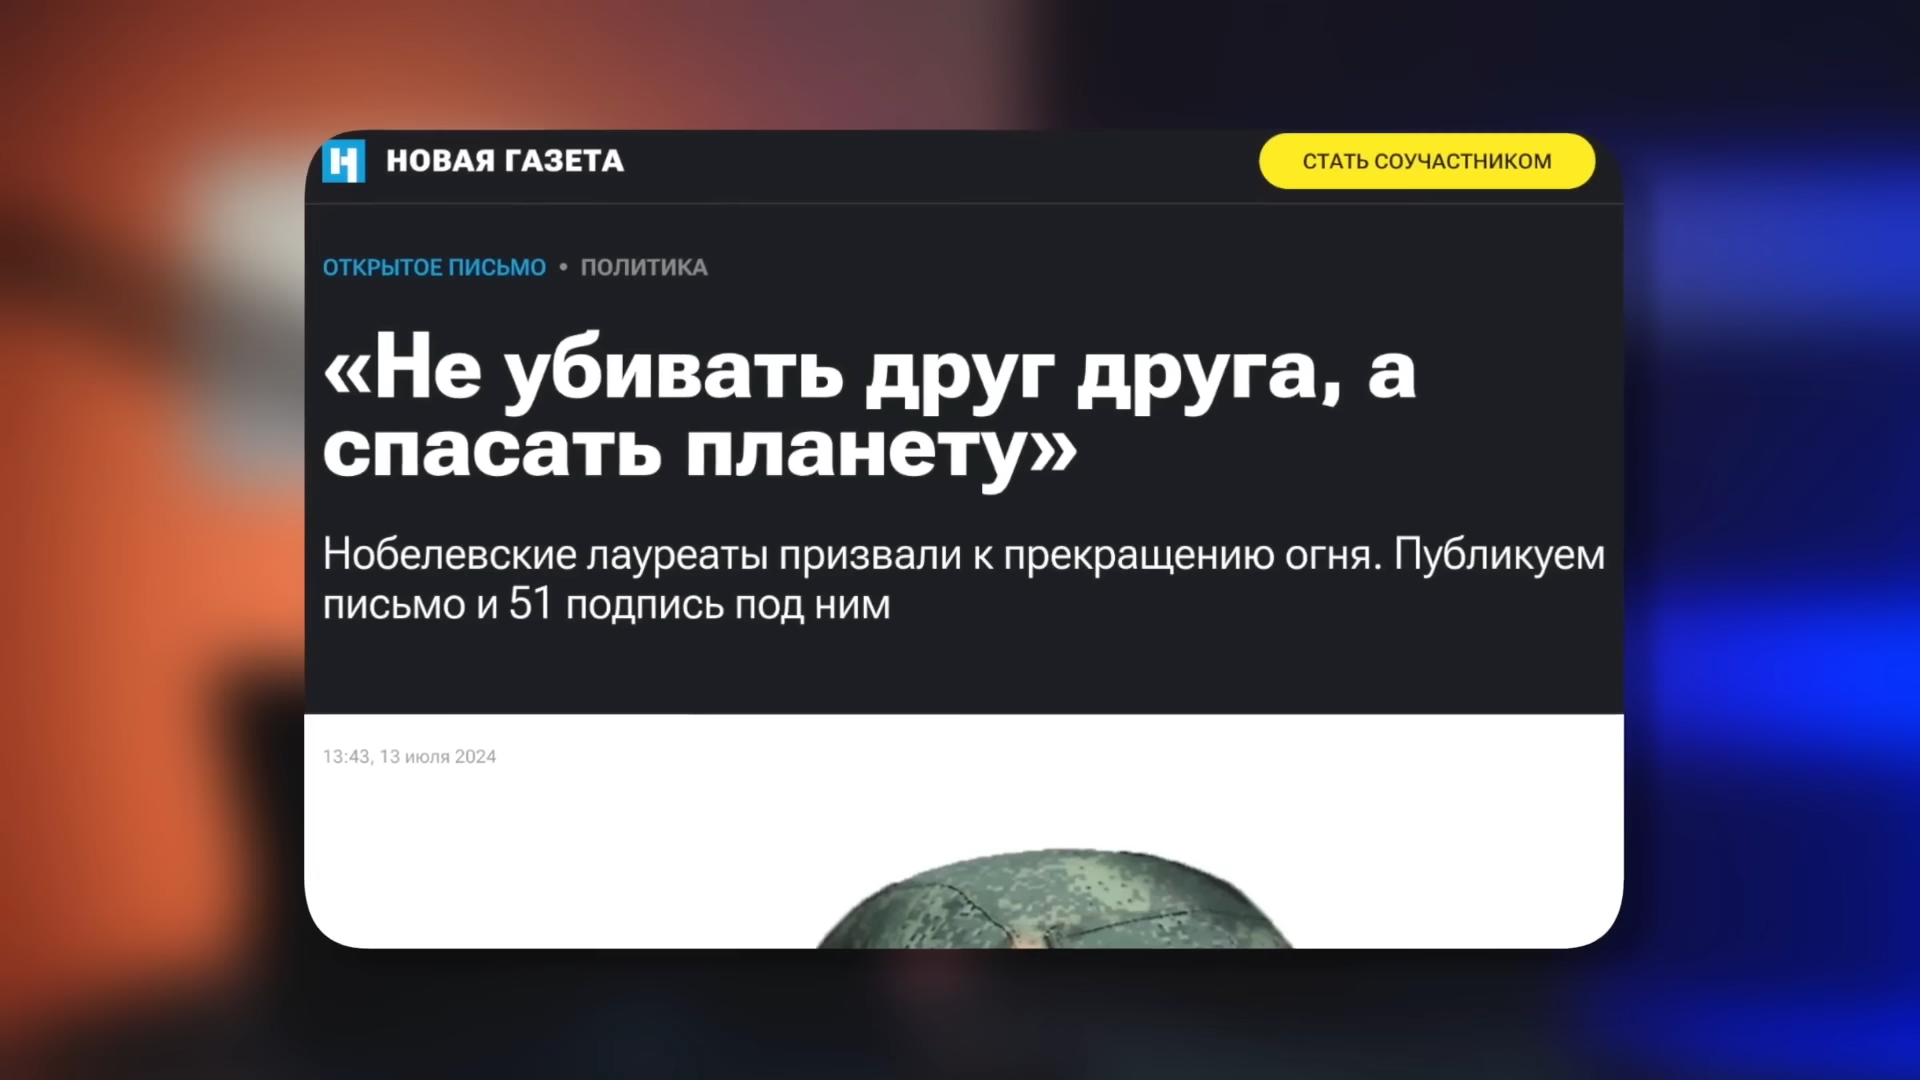 НОВАЯ ГАЗЕТА
СТАТЬ СОУЧАСТНИКОМ
ОТКРЫТОЕ ПИСЬМО • ПОЛИТИКА
«Не убивать друг друга, а
спасать планету»
Нобелевские лауреаты призвали к прекращению огня. Публикуем
письмо и 51 подпись под ним
13:43, 13 июля 2024